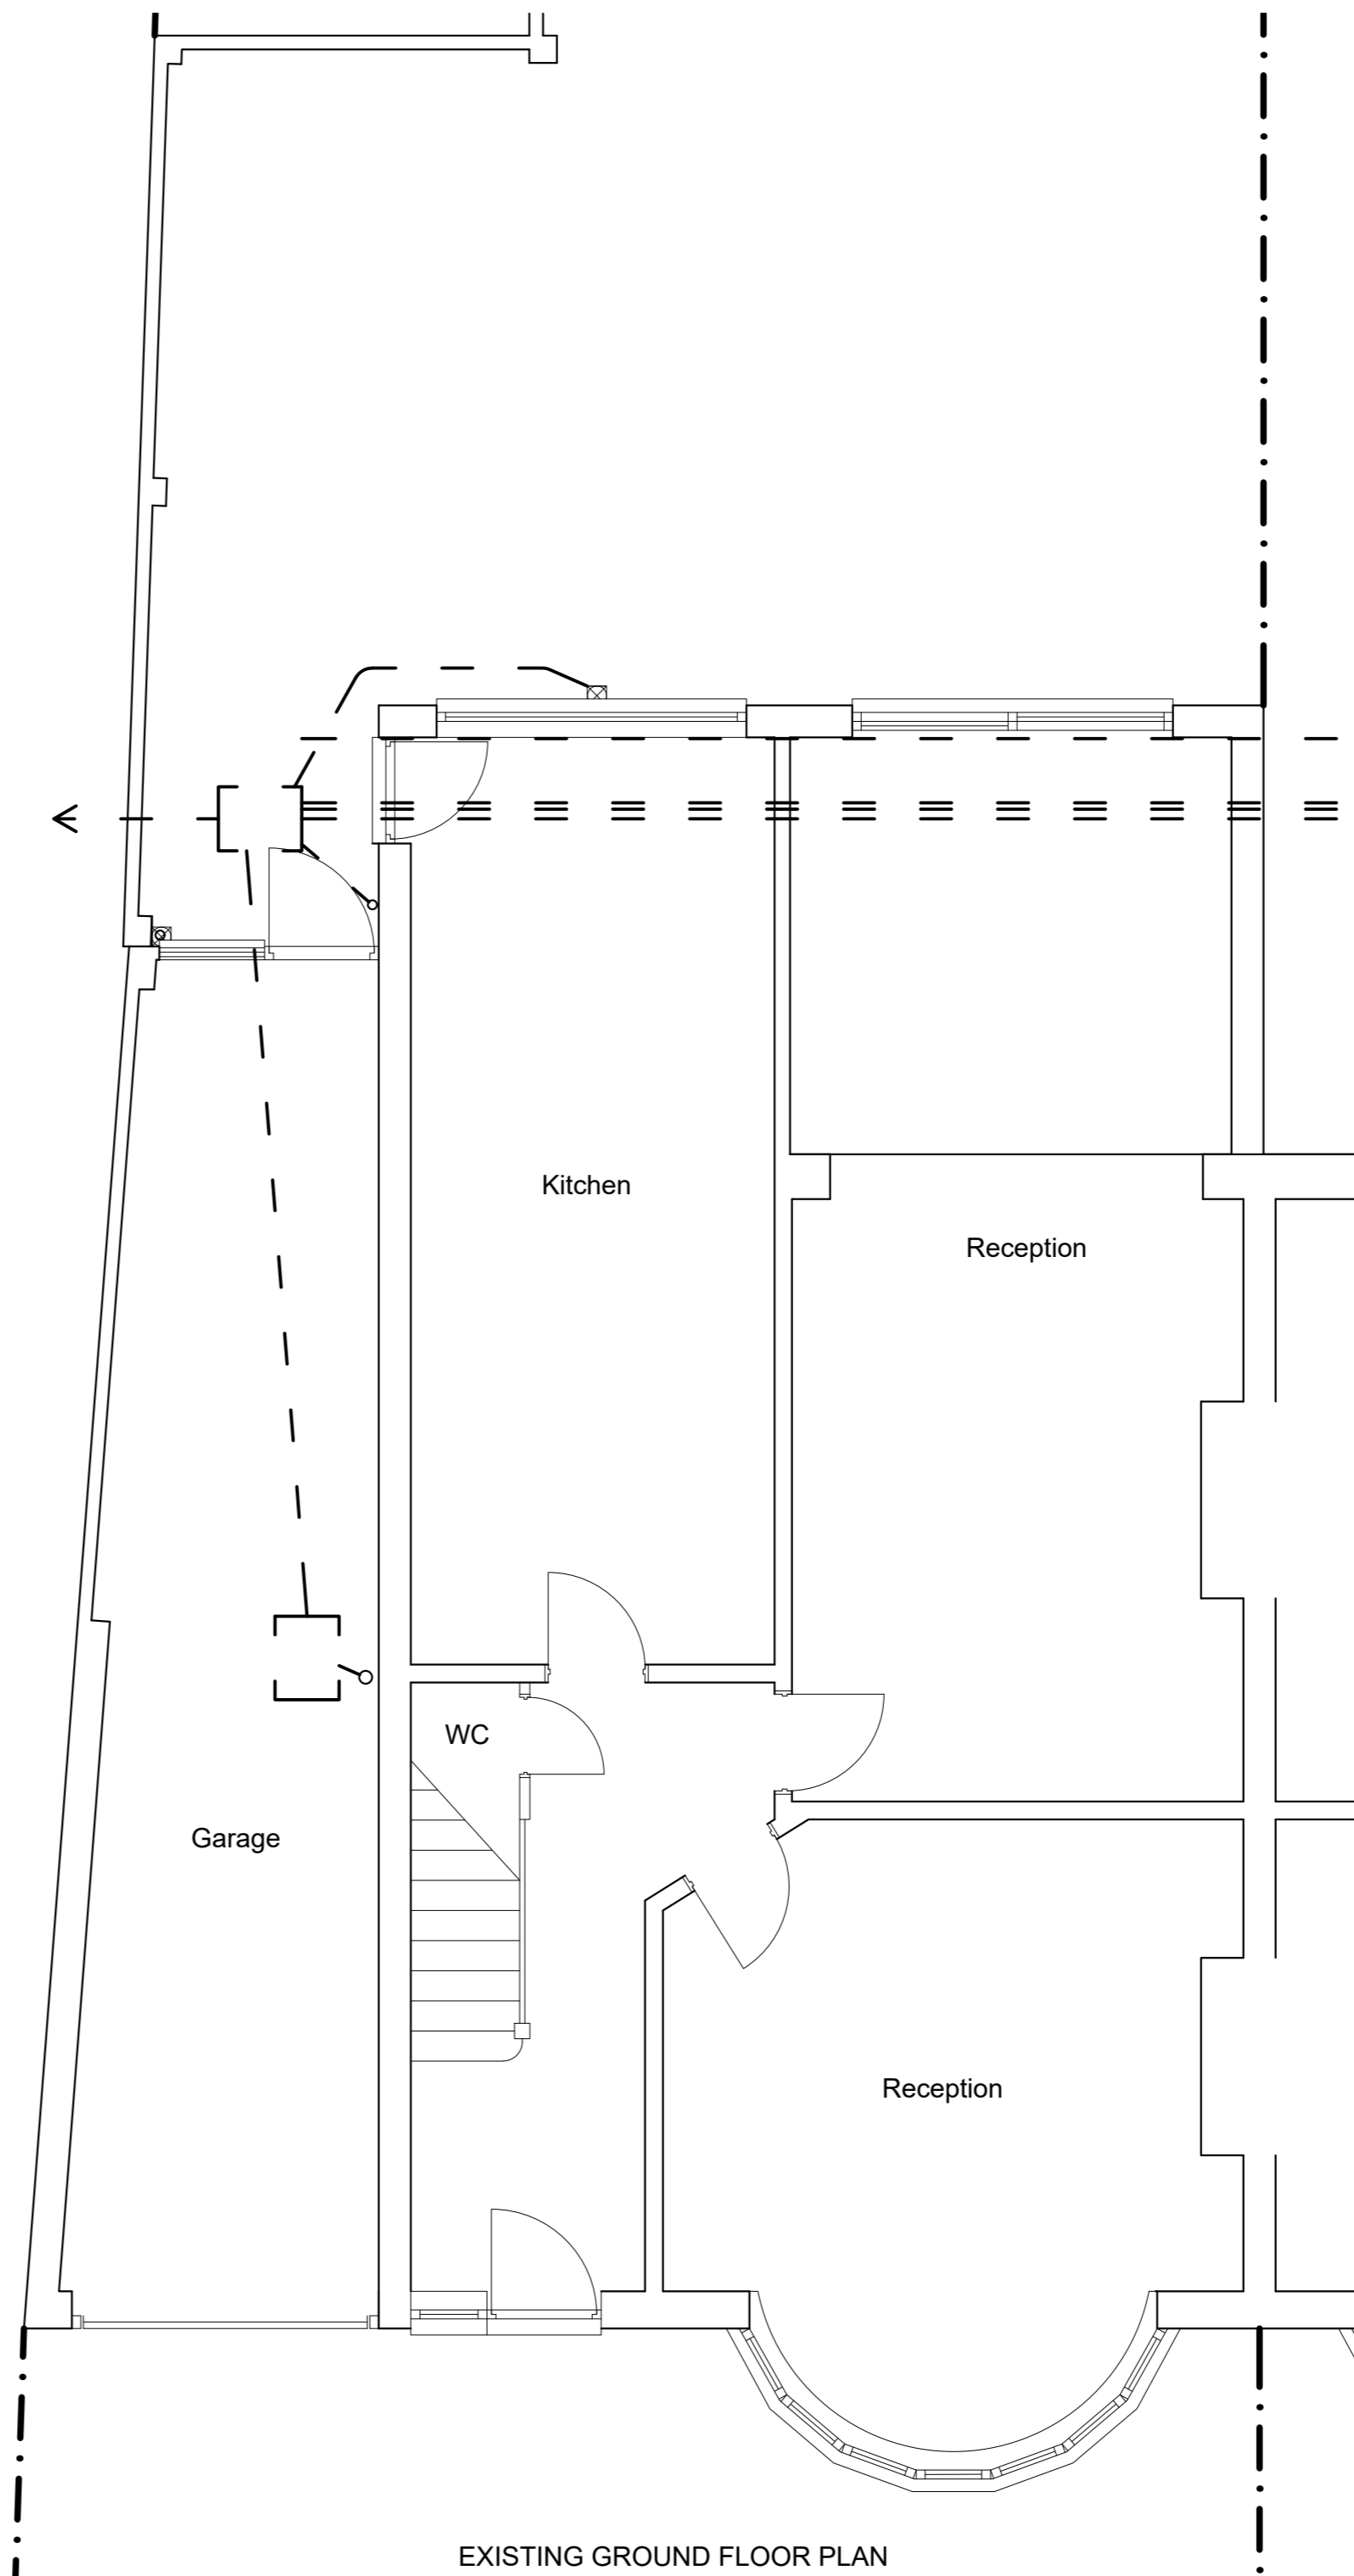 Kitchen
Reception
WC
Garage
Reception
EXISTING GROUND FLOOR PLAN